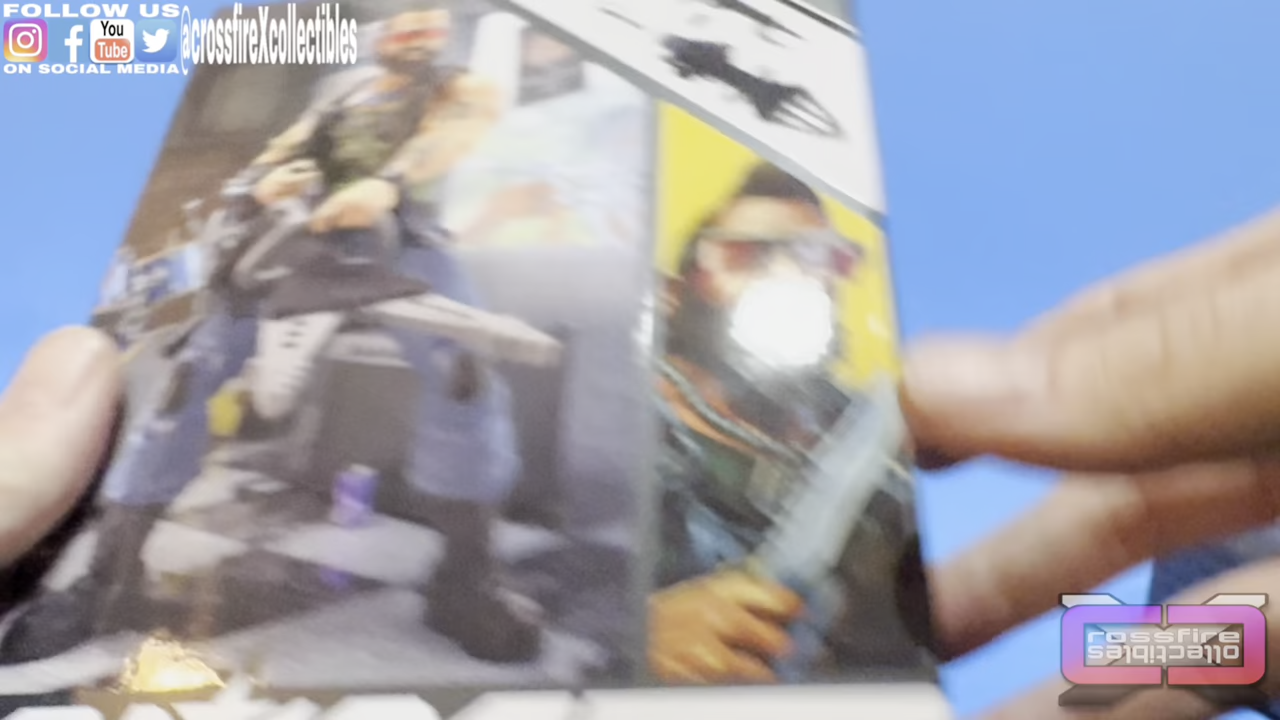 FOLLOW US
You
Tube
ON SOCIAL MEDIA
@crossfireXcollectibles
rossfire
ollectibles